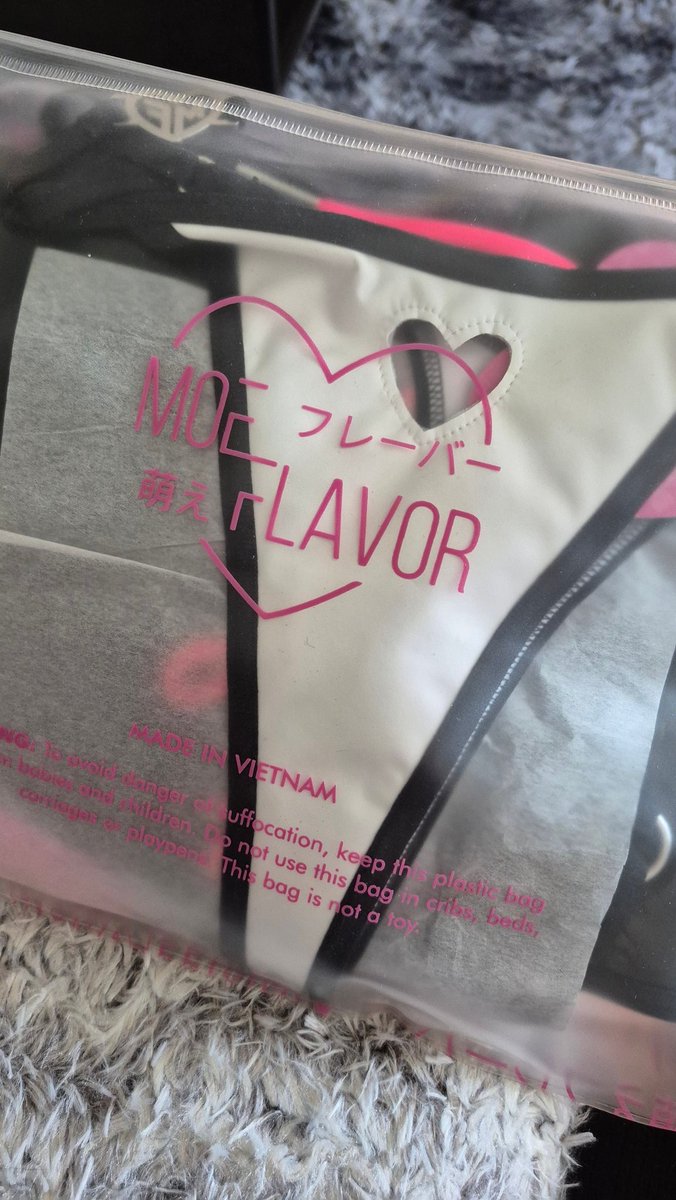 MOE フレーバー
萌え FLAVOR
MADE IN VIETNAM
NG: To avoid danger of suffocation, keep this plastic bag
m babies and children. Do not use this bag in cribs, beds,
carriages or playpens. This bag is not a toy.